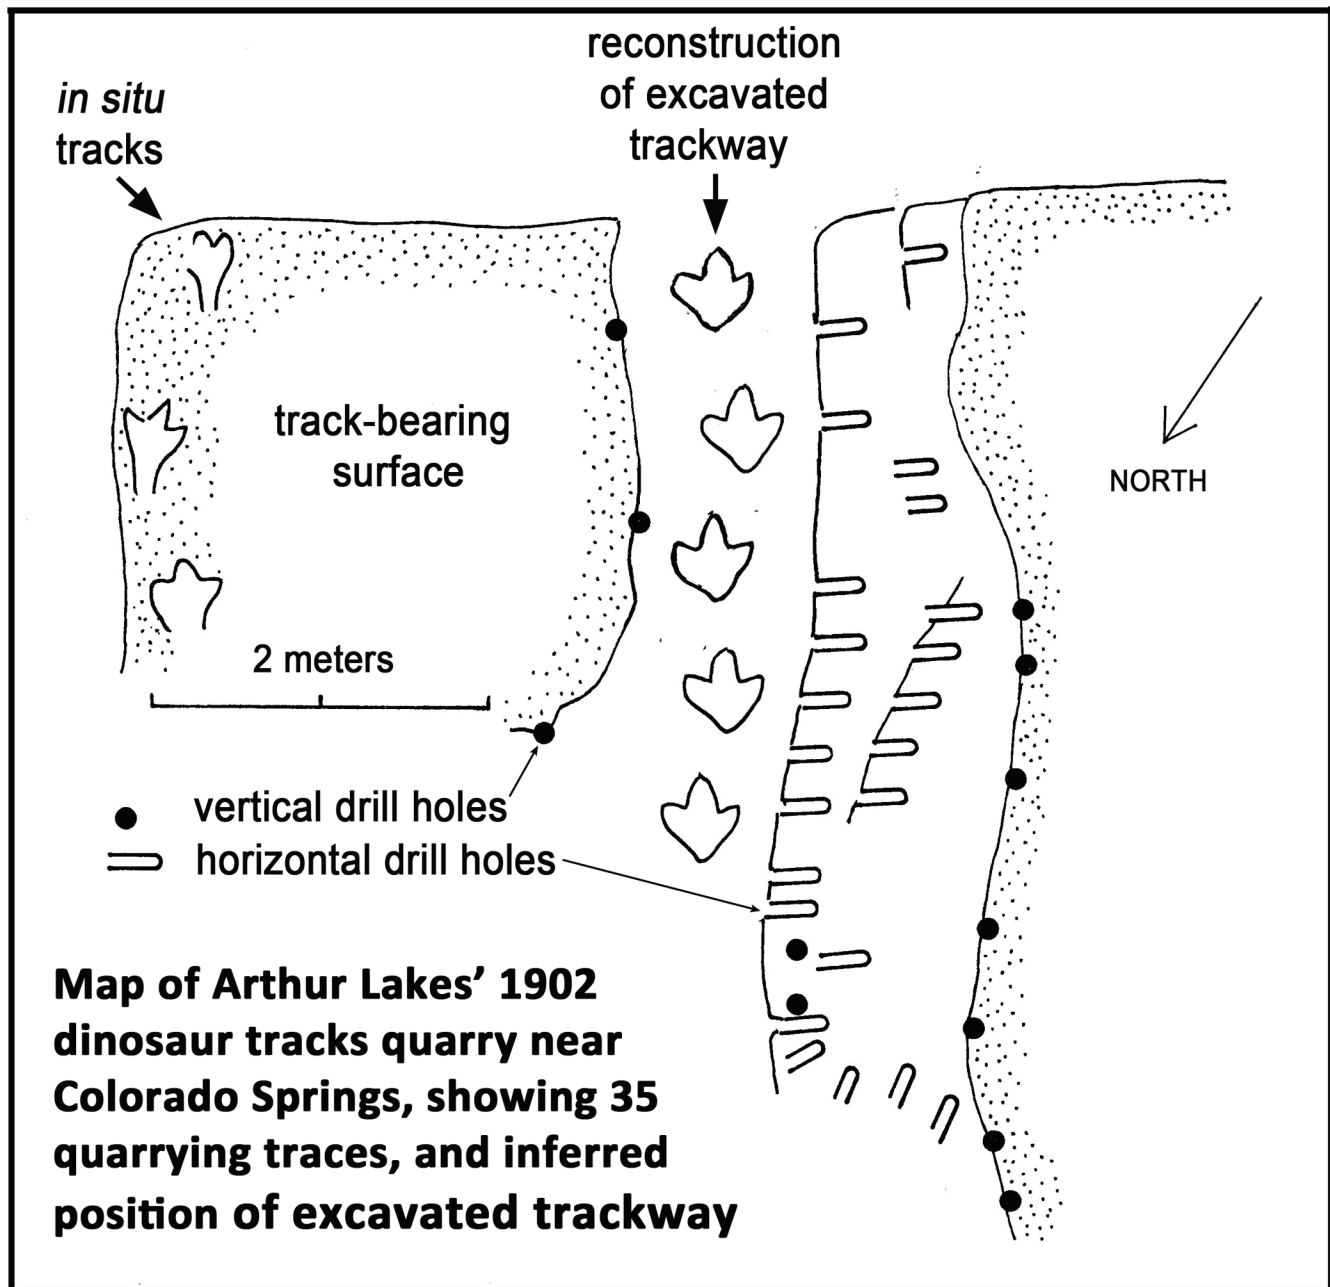 reconstruction
of excavated
trackway
in situ
tracks
track-bearing
surface
NORTH
2 meters
vertical drill holes
horizontal drill holes
Map of Arthur Lakes’ 1902
dinosaur tracks quarry near
Colorado Springs, showing 35
quarrying traces, and inferred
position of excavated trackway